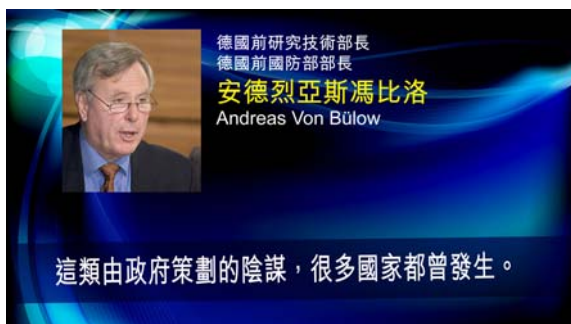 德國前研究技術部長
德國前國防部部長
安德烈亞斯馮比洛
Andreas Von Bülow
這類由政府策劃的陰謀，很多國家都曾發生。